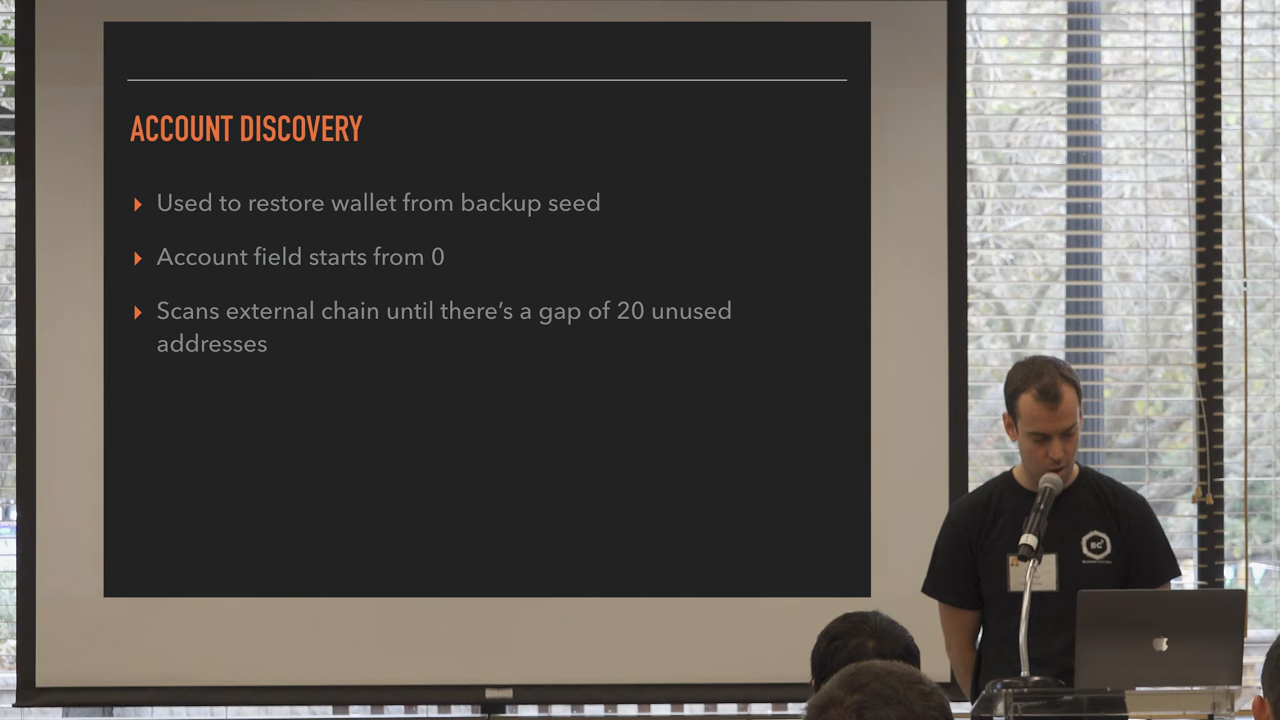 ACCOUNT DISCOVERY
Used to restore wallet from backup seed
Account field starts from 0
Scans external chain until there's a gap of 20 unused
addresses
BC